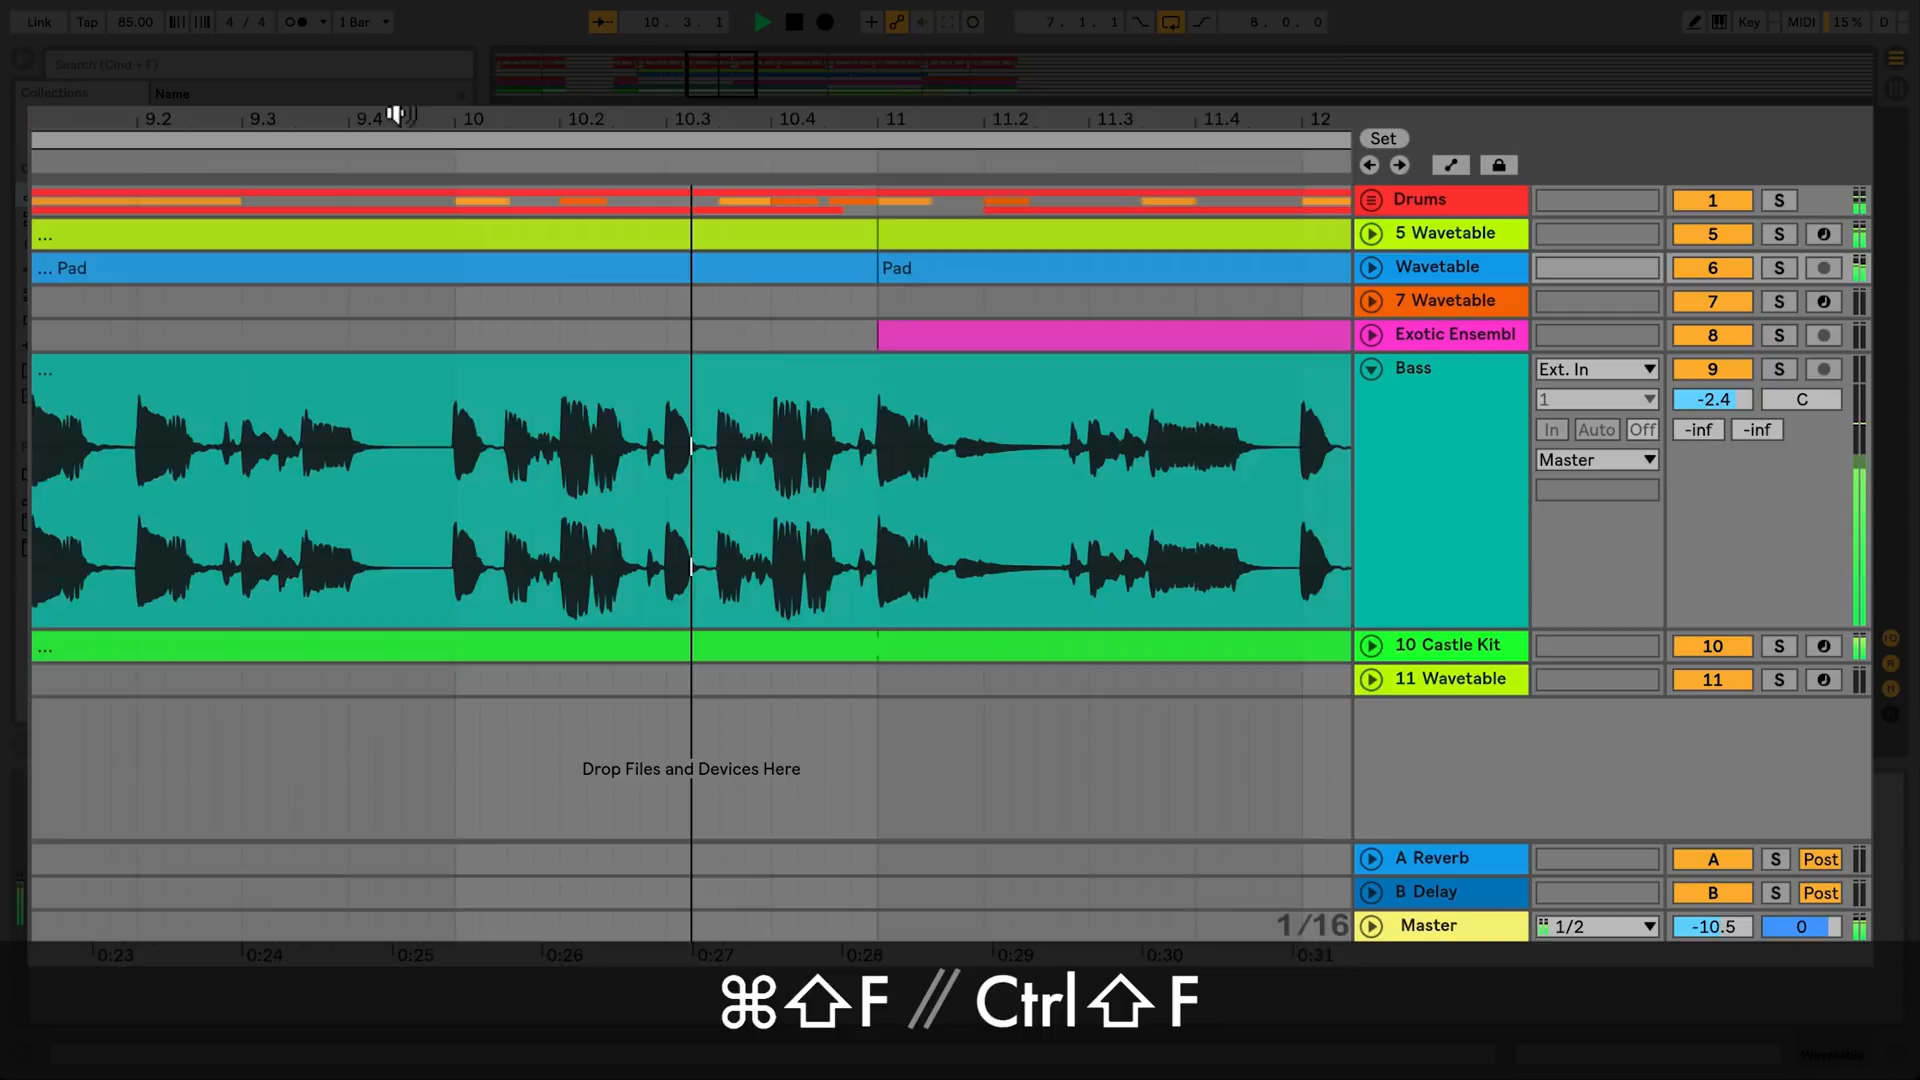 Link Tap 85.00 4 / 4 1 Bar 10. 3. 1 7. 1. 1 8. 0. 0 Key MIDI 15 % D
Search (Cmd + F)
Collections Name
9.2 9.3 9.4 10 10.2 10.3 10.4 11 11.2 11.3 11.4 12
Set
Drums 1 S
... 5 Wavetable 5 S
... Pad Pad Wavetable 6 S
7 Wavetable 7 S
Exotic Ensembl 8 S
... Bass Ext. In 9 S
1 -2.4 C
In Auto Off -inf -inf
Master
... 10 Castle Kit 10 S
11 Wavetable 11 S
Drop Files and Devices Here
A Reverb A S Post
B Delay B S Post
1/16 Master 1/2 -10.5 0
0:23 0:24 0:25 0:26 0:27 0:28 0:29 0:30 0:31
⌘⇧F // Ctrl⇧F
Wavetable